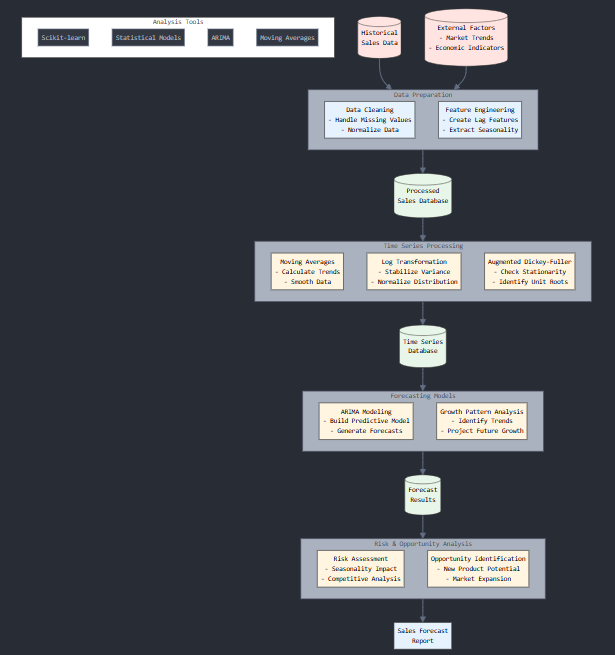 Analysis Tools
Scikit-learn
Statistical Models
ARIMA
Moving Averages
Historical
Sales Data
External Factors
- Market Trends
- Economic Indicators
Data Preparation
Data Cleaning
- Handle Missing Values
- Normalize Data
Feature Engineering
- Create Lag Features
- Extract Seasonality
Processed
Sales Database
Time Series Processing
Moving Averages
- Calculate Trends
- Smooth Data
Log Transformation
- Stabilize Variance
- Normalize Distribution
Augmented Dickey-Fuller
- Check Stationarity
- Identify Unit Roots
Time Series
Database
Forecasting Models
ARIMA Modeling
- Build Predictive Model
- Generate Forecasts
Growth Pattern Analysis
- Identify Trends
- Project Future Growth
Forecast
Results
Risk & Opportunity Analysis
Risk Assessment
- Seasonality Impact
- Competitive Analysis
Opportunity Identification
- New Product Potential
- Market Expansion
Sales Forecast
Report